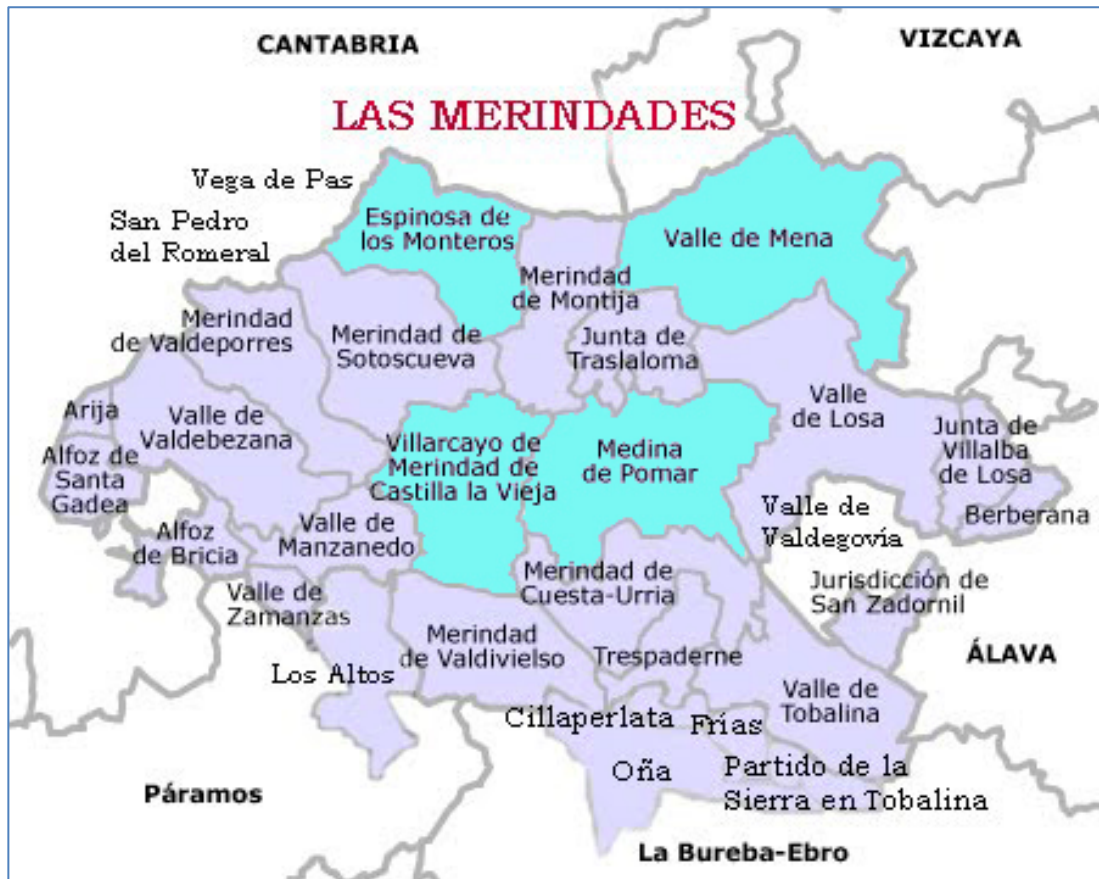 CANTABRIA
VIZCAYA
LAS MERINDADES
Vega de Pas
San Pedro
del Romeral
Espinosa de
los Monteros
Valle de Mena
Merindad
de Montija
Merindad
de Valdeporres
Merindad de
Sotoscueva
Junta de
Traslaloma
Arija
Valle de
Valdebezana
Valle
de Losa
Junta de
Villalba
de Losa
Alfoz de
Santa
Gadea
Villarcayo de
Merindad de
Castilla la Vieja
Medina
de Pomar
Berberana
Alfoz
de Bricia
Valle de
Manzanedo
Valle de
Valdegovía
Merindad de
Cuesta-Urria
Jurisdicción de
San Zadornil
Valle de
Zamanzas
ÁLAVA
Merindad
de Valdivielso
Trespaderne
Los Altos
Valle de
Tobalina
Cillaperlata
Frías
Oña
Partido de la
Sierra en Tobalina
Páramos
La Bureba-Ebro